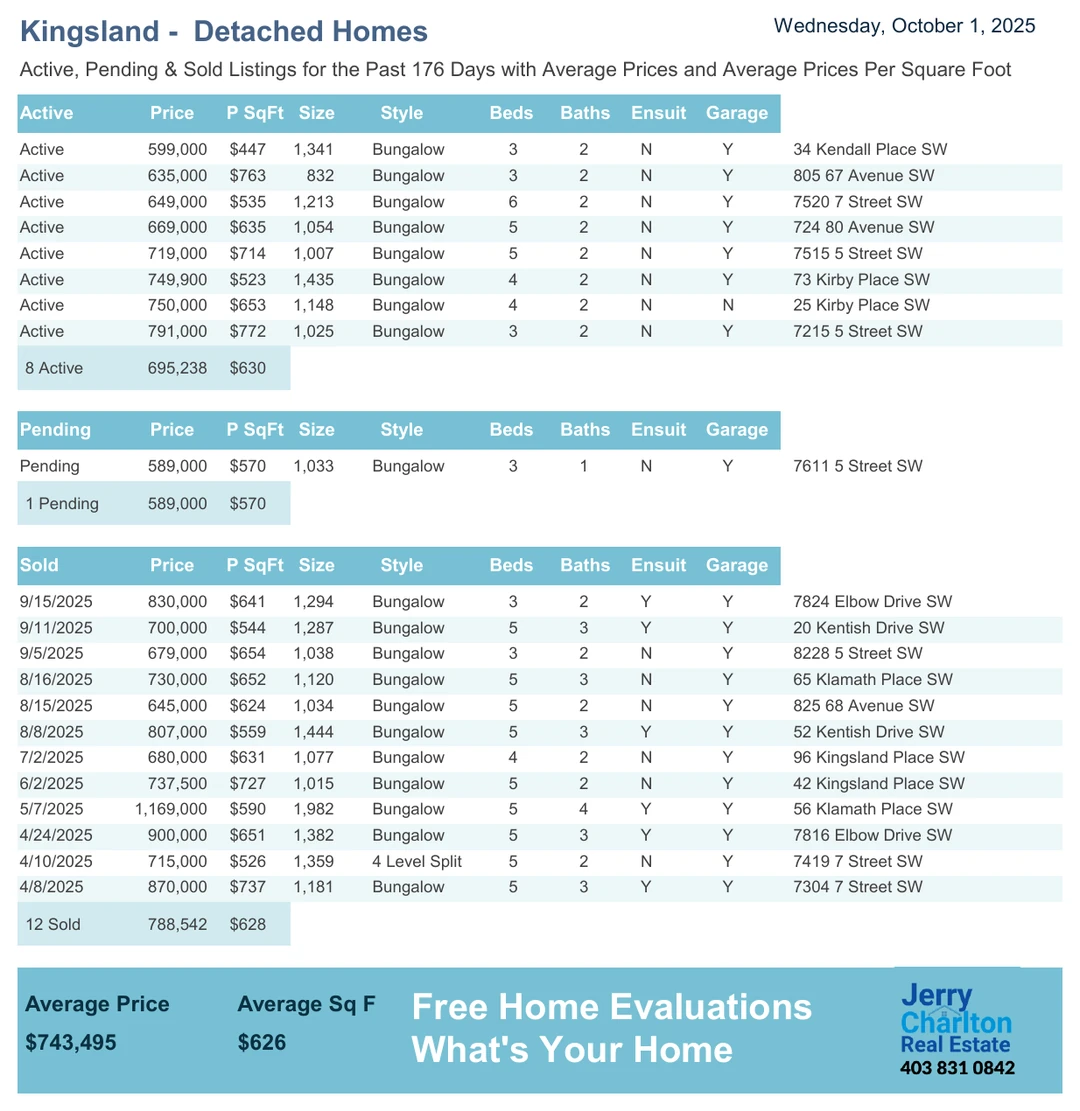 Kingsland - Detached Homes
Wednesday, October 1, 2025
Active, Pending & Sold Listings for the Past 176 Days with Average Prices and Average Prices Per Square Foot
Active Price P SqFt Size Style Beds Baths Ensuit Garage
Active 599,000 $447 1,341 Bungalow 3 2 N Y 34 Kendall Place SW
Active 635,000 $763 832 Bungalow 3 2 N Y 805 67 Avenue SW
Active 649,000 $535 1,213 Bungalow 6 2 N Y 7520 7 Street SW
Active 669,000 $635 1,054 Bungalow 5 2 N Y 724 80 Avenue SW
Active 719,000 $714 1,007 Bungalow 5 2 N Y 7515 5 Street SW
Active 749,900 $523 1,435 Bungalow 4 2 N Y 73 Kirby Place SW
Active 750,000 $653 1,148 Bungalow 4 2 N N 25 Kirby Place SW
Active 791,000 $772 1,025 Bungalow 3 2 N Y 7215 5 Street SW
8 Active 695,238 $630
Pending Price P SqFt Size Style Beds Baths Ensuit Garage
Pending 589,000 $570 1,033 Bungalow 3 1 N Y 7611 5 Street SW
1 Pending 589,000 $570
Sold Price P SqFt Size Style Beds Baths Ensuit Garage
9/15/2025 830,000 $641 1,294 Bungalow 3 2 Y Y 7824 Elbow Drive SW
9/11/2025 700,000 $544 1,287 Bungalow 5 3 Y Y 20 Kentish Drive SW
9/5/2025 679,000 $654 1,038 Bungalow 3 2 N Y 8228 5 Street SW
8/16/2025 730,000 $652 1,120 Bungalow 5 3 N Y 65 Klamath Place SW
8/15/2025 645,000 $624 1,034 Bungalow 5 2 N Y 825 68 Avenue SW
8/8/2025 807,000 $559 1,444 Bungalow 5 3 Y Y 52 Kentish Drive SW
7/2/2025 680,000 $631 1,077 Bungalow 4 2 N Y 96 Kingsland Place SW
6/2/2025 737,500 $727 1,015 Bungalow 5 2 N Y 42 Kingsland Place SW
5/7/2025 1,169,000 $590 1,982 Bungalow 5 4 Y Y 56 Klamath Place SW
4/24/2025 900,000 $651 1,382 Bungalow 5 3 Y Y 7816 Elbow Drive SW
4/10/2025 715,000 $526 1,359 4 Level Split 5 2 N Y 7419 7 Street SW
4/8/2025 870,000 $737 1,181 Bungalow 5 3 Y Y 7304 7 Street SW
12 Sold 788,542 $628
Average Price Average Sq F
$743,495 $626
Free Home Evaluations
What's Your Home
Jerry
Charlton
Real Estate
403 831 0842